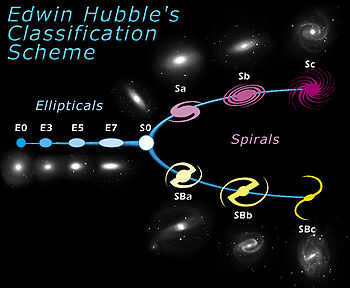 Edwin Hubble's
Classification
Scheme
Ellipticals
E0 E3 E5 E7 S0
Sa Sb Sc
Spirals
SBa SBb SBc